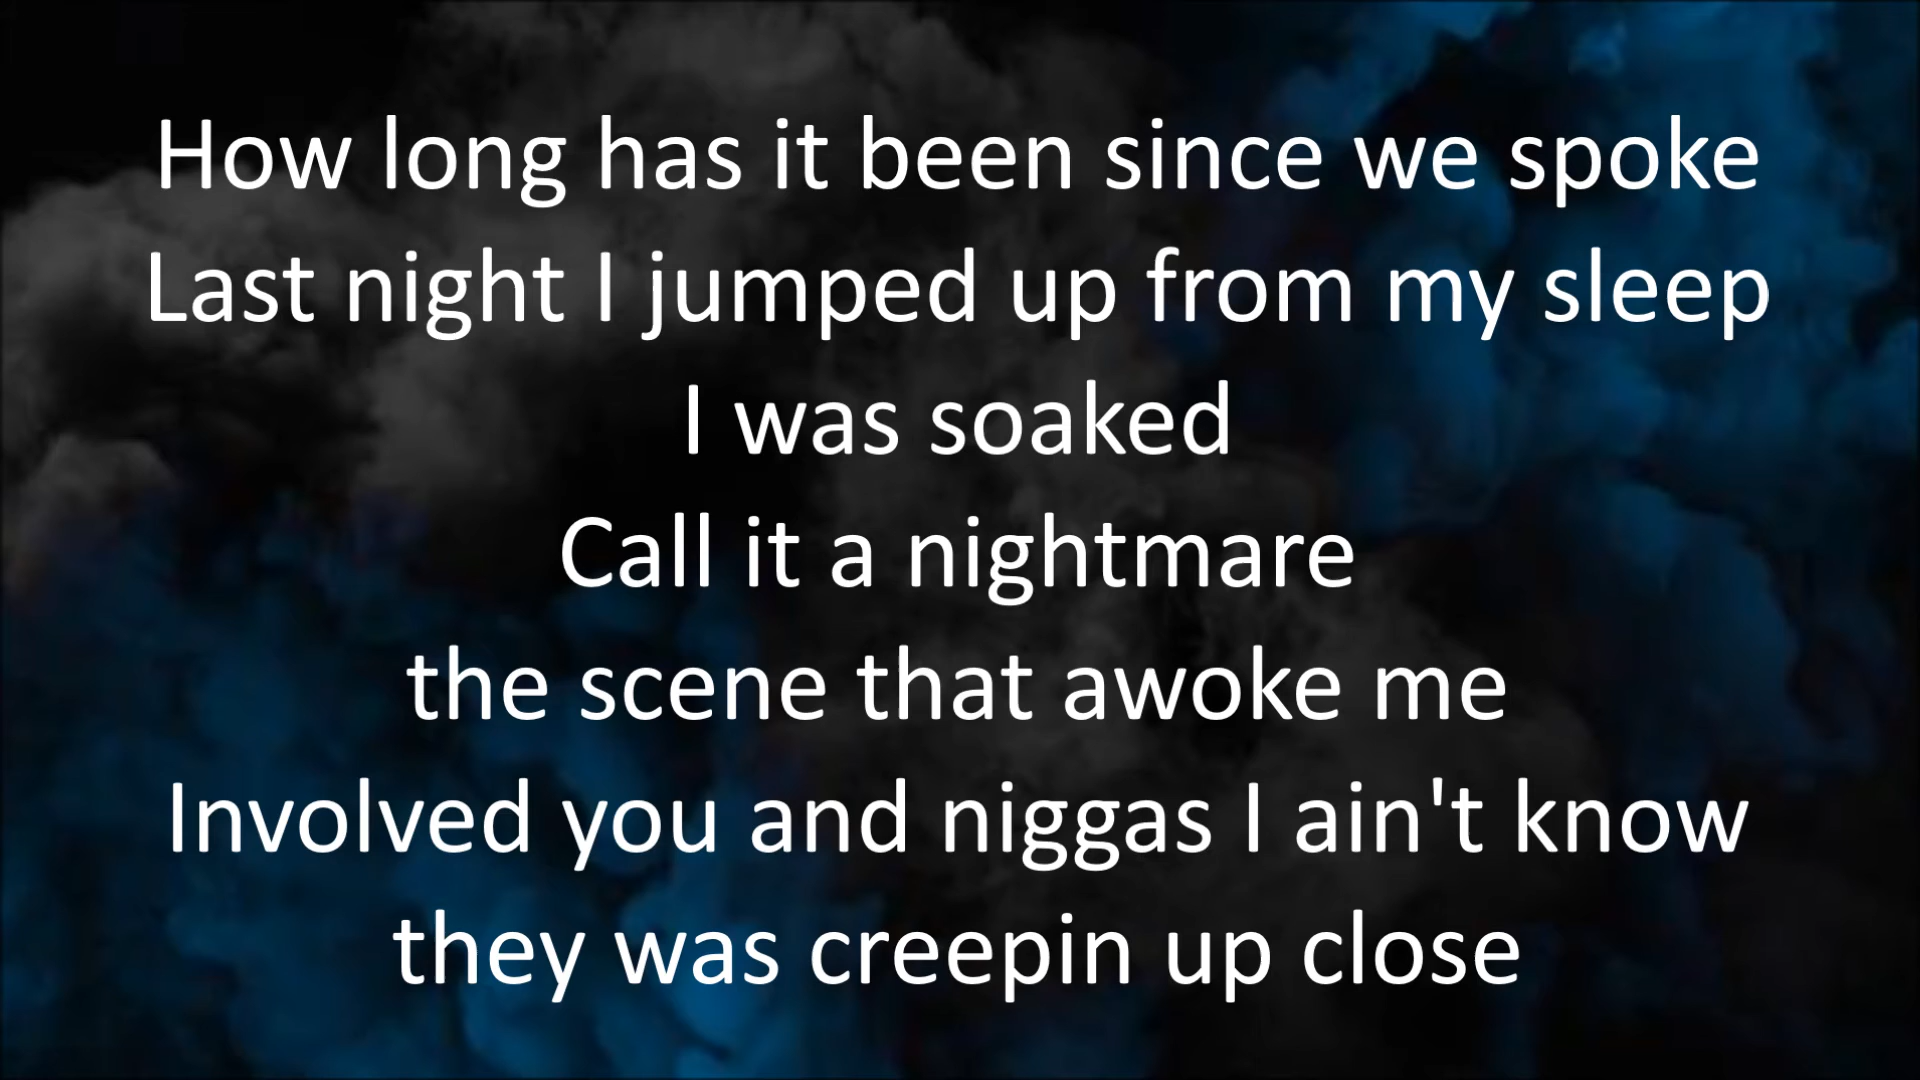 How long has it been since we spoke
Last night I jumped up from my sleep
I was soaked
Call it a nightmare
the scene that awoke me
Involved you and niggas I ain't know
they was creepin up close